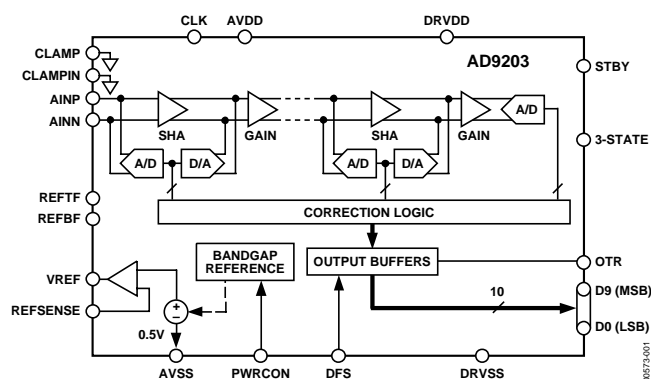 CLK AVDD DRVDD
CLAMP
AD9203
STBY
CLAMPIN
AINP
AINN
SHA GAIN SHA GAIN A/D
A/D D/A A/D D/A
3-STATE
REFTF
REFBF
CORRECTION LOGIC
BANDGAP
REFERENCE
OUTPUT BUFFERS
OTR
VREF
+
–
10
D9 (MSB)
REFSENSE
0.5V
D0 (LSB)
AVSS PWRCON DFS DRVSS
00573-001